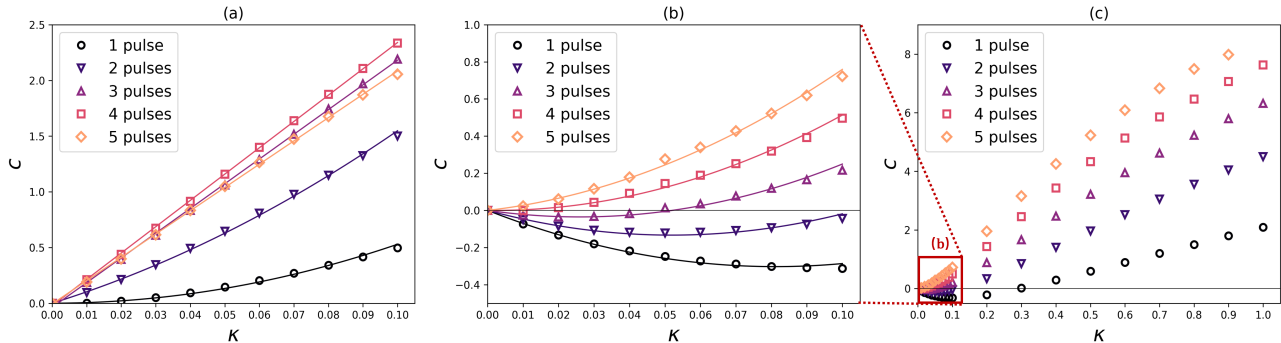 (a)
2.5
2.0
1.5
1.0
0.5
0.0
C
0.00 0.01 0.02 0.03 0.04 0.05 0.06 0.07 0.08 0.09 0.10
κ
1 pulse
2 pulses
3 pulses
4 pulses
5 pulses
(b)
1.0
0.8
0.6
0.4
0.2
0.0
−0.2
−0.4
C
0.00 0.01 0.02 0.03 0.04 0.05 0.06 0.07 0.08 0.09 0.10
κ
1 pulse
2 pulses
3 pulses
4 pulses
5 pulses
(c)
8
6
4
2
0
C
0.0 0.1 0.2 0.3 0.4 0.5 0.6 0.7 0.8 0.9 1.0
κ
1 pulse
2 pulses
3 pulses
4 pulses
5 pulses
(b)